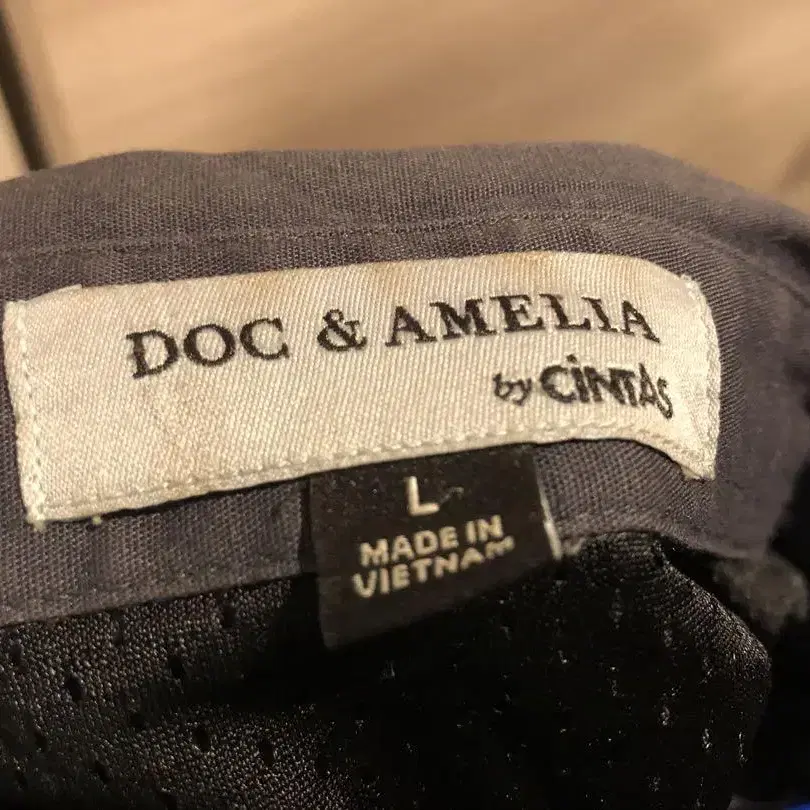 DOC & AMELIA
by CiNTAS
L
MADE IN
VIETNAM